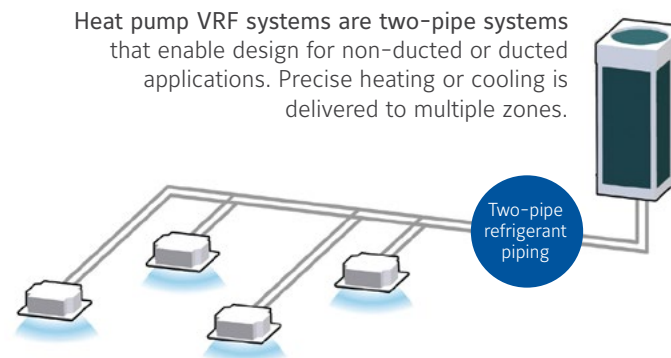 Heat pump VRF systems are two-pipe systems
that enable design for non-ducted or ducted
applications. Precise heating or cooling is
delivered to multiple zones.
Two-pipe
refrigerant
piping